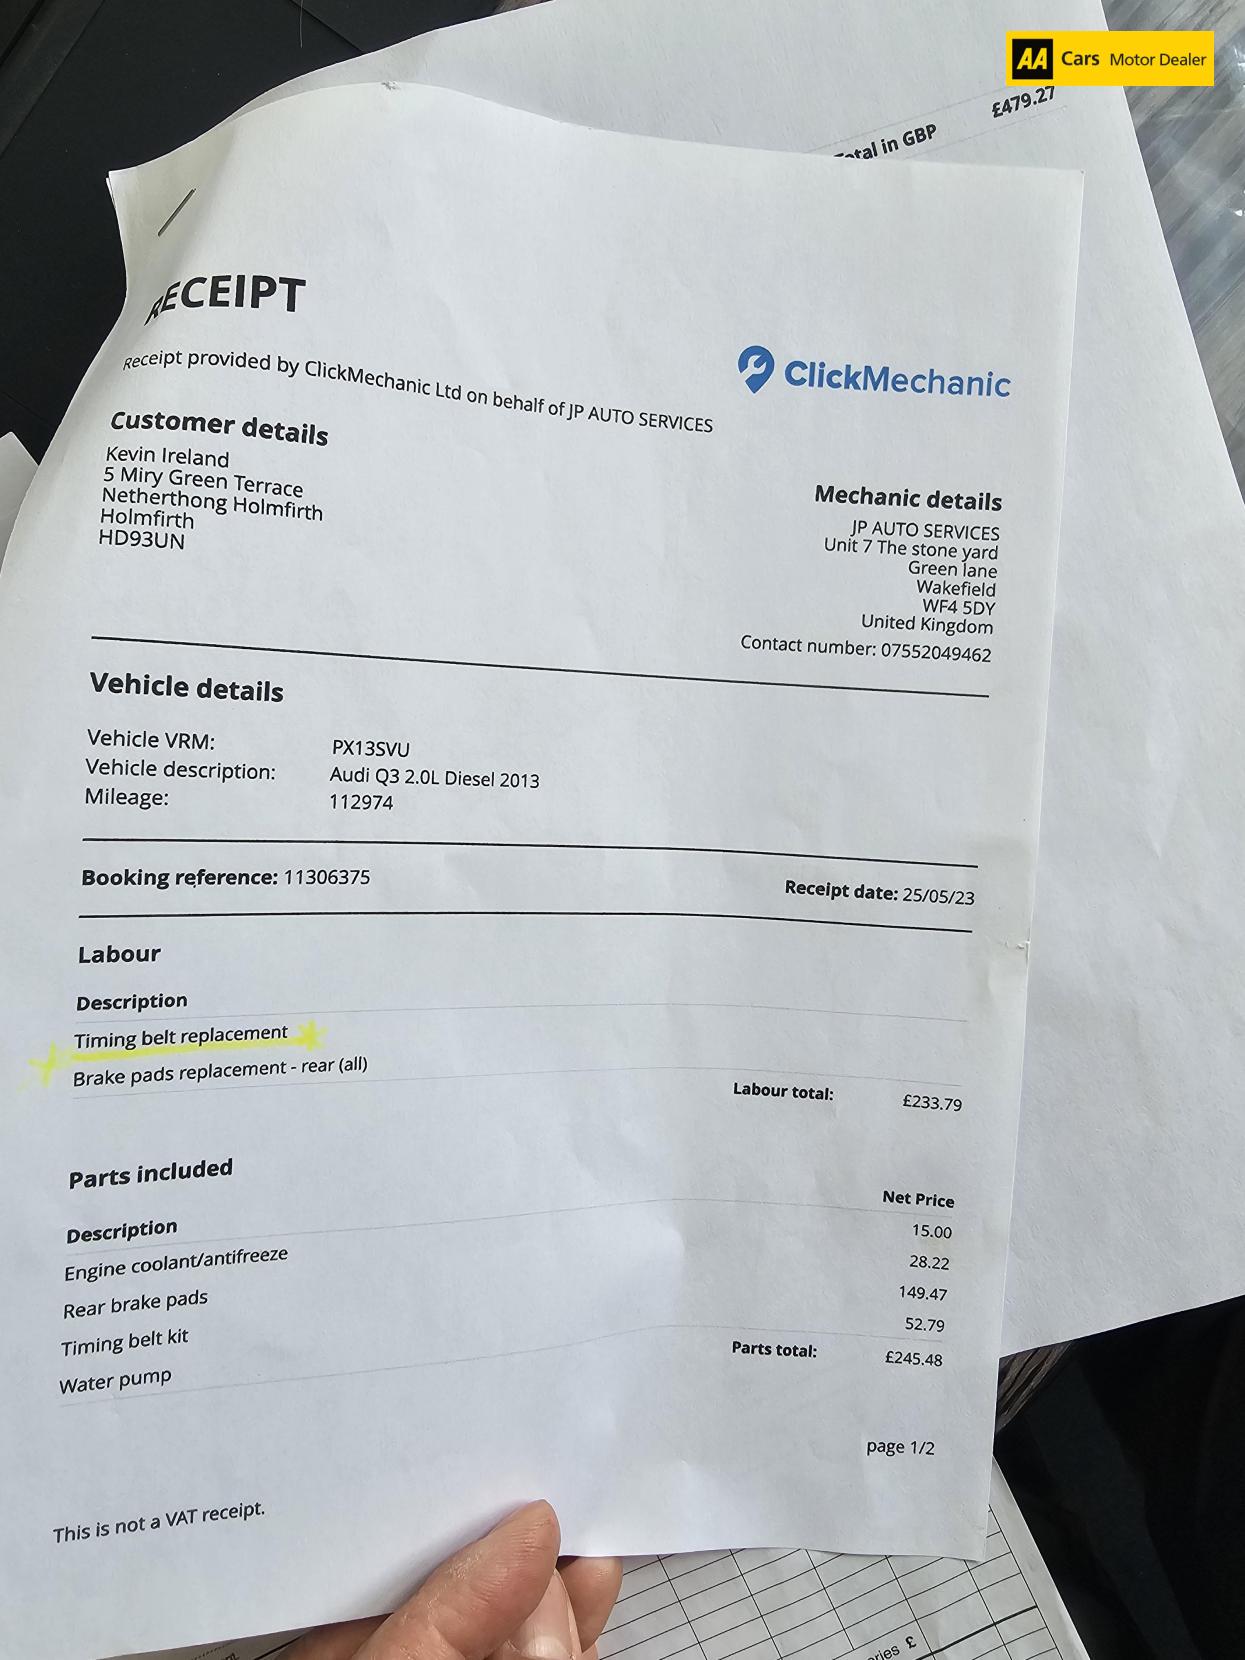 AA Cars Motor Dealer
£479.27
Total in GBP
RECEIPT
Receipt provided by ClickMechanic Ltd on behalf of JP AUTO SERVICES
ClickMechanic
Customer details
Kevin Ireland
5 Miry Green Terrace
Netherthong Holmfirth
Holmfirth
HD93UN
Mechanic details
JP AUTO SERVICES
Unit 7 The stone yard
Green lane
Wakefield
WF4 5DY
United Kingdom
Contact number: 07552049462
Vehicle details
Vehicle VRM: PX13SVU
Vehicle description: Audi Q3 2.0L Diesel 2013
Mileage: 112974
Booking reference: 11306375
Receipt date: 25/05/23
Labour
Description
Timing belt replacement
Brake pads replacement - rear (all)
Labour total: £233.79
Parts included
Description Net Price
Engine coolant/antifreeze 15.00
Rear brake pads 28.22
Timing belt kit 149.47
Water pump 52.79
Parts total: £245.48
page 1/2
This is not a VAT receipt.
£